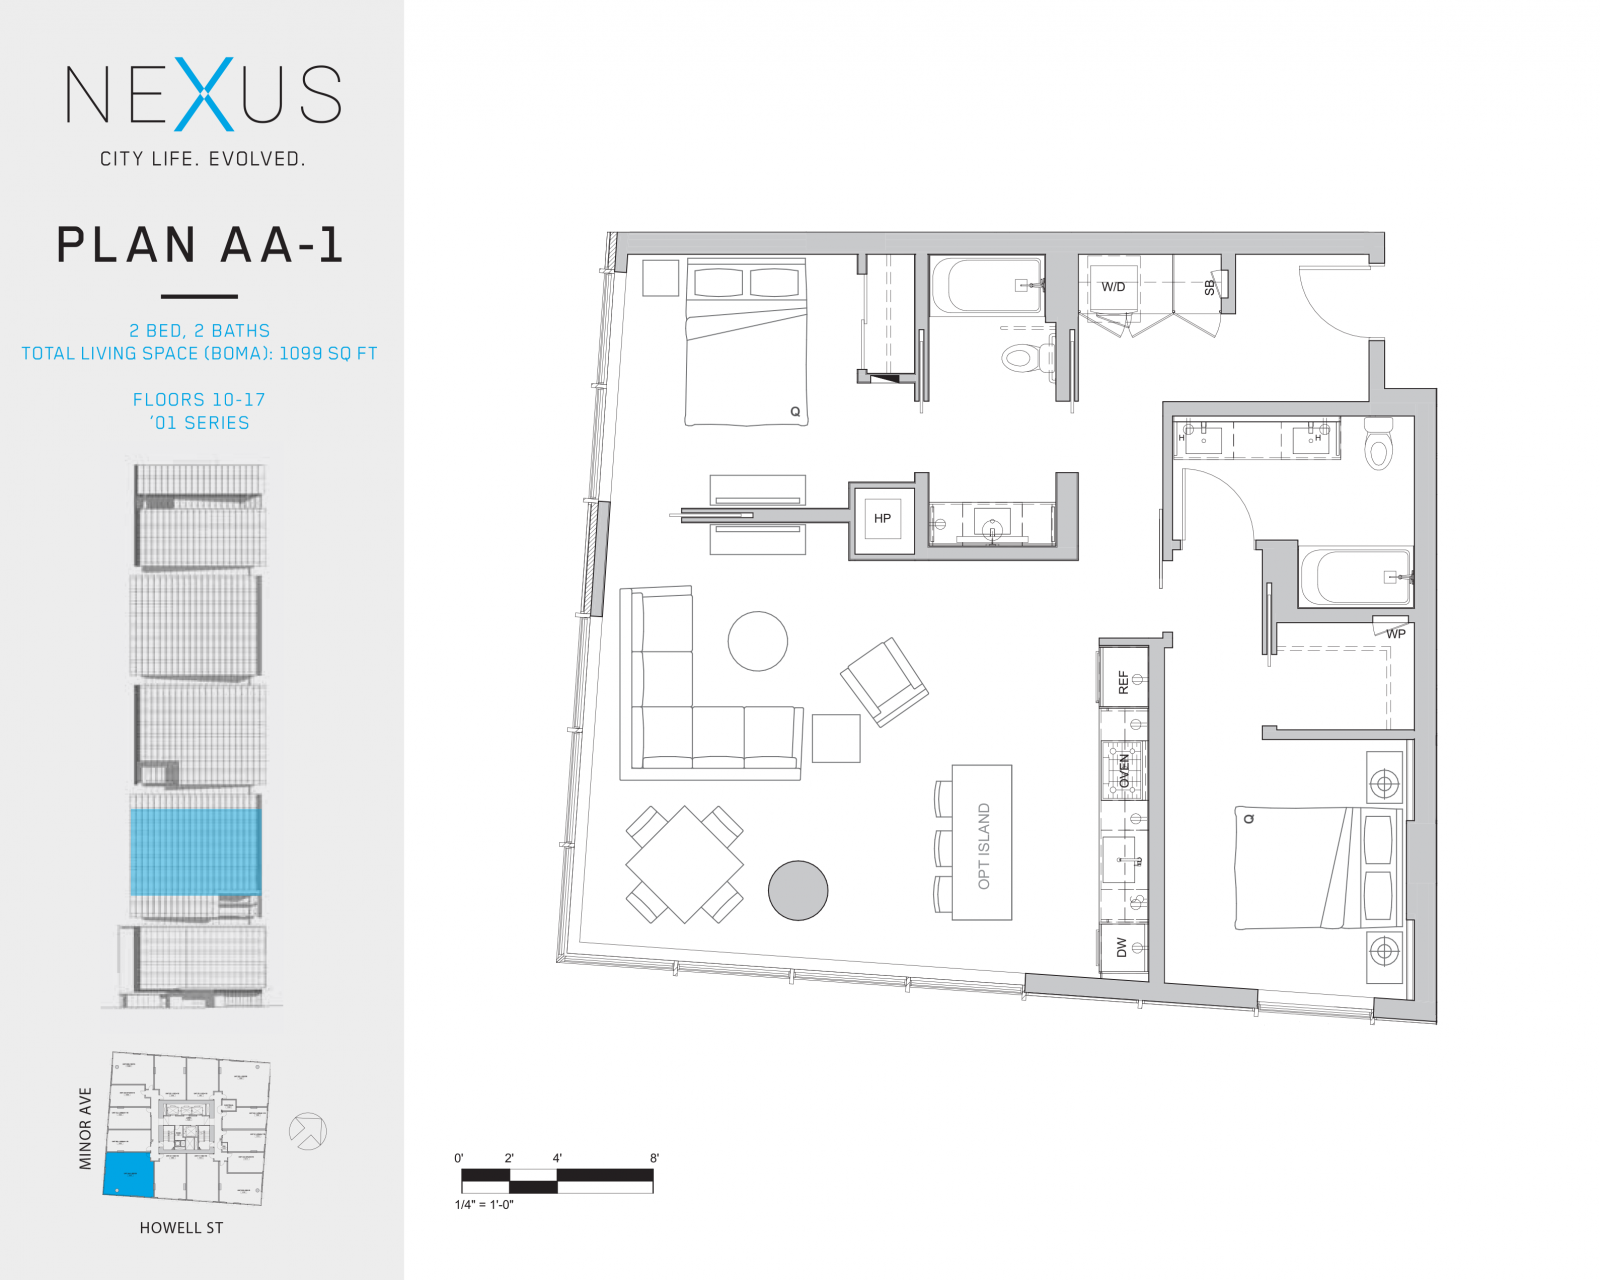 NEXUS
CITY LIFE. EVOLVED.
PLAN AA-1
2 BED, 2 BATHS
TOTAL LIVING SPACE (BOMA): 1099 SQ FT
FLOORS 10-17
'01 SERIES
MINOR AVE
HOWELL ST
W/D
SB
Q
HP
H
H
WP
REF
OVEN
OPT ISLAND
DW
Q
0' 2' 4' 8'
1/4" = 1'-0"